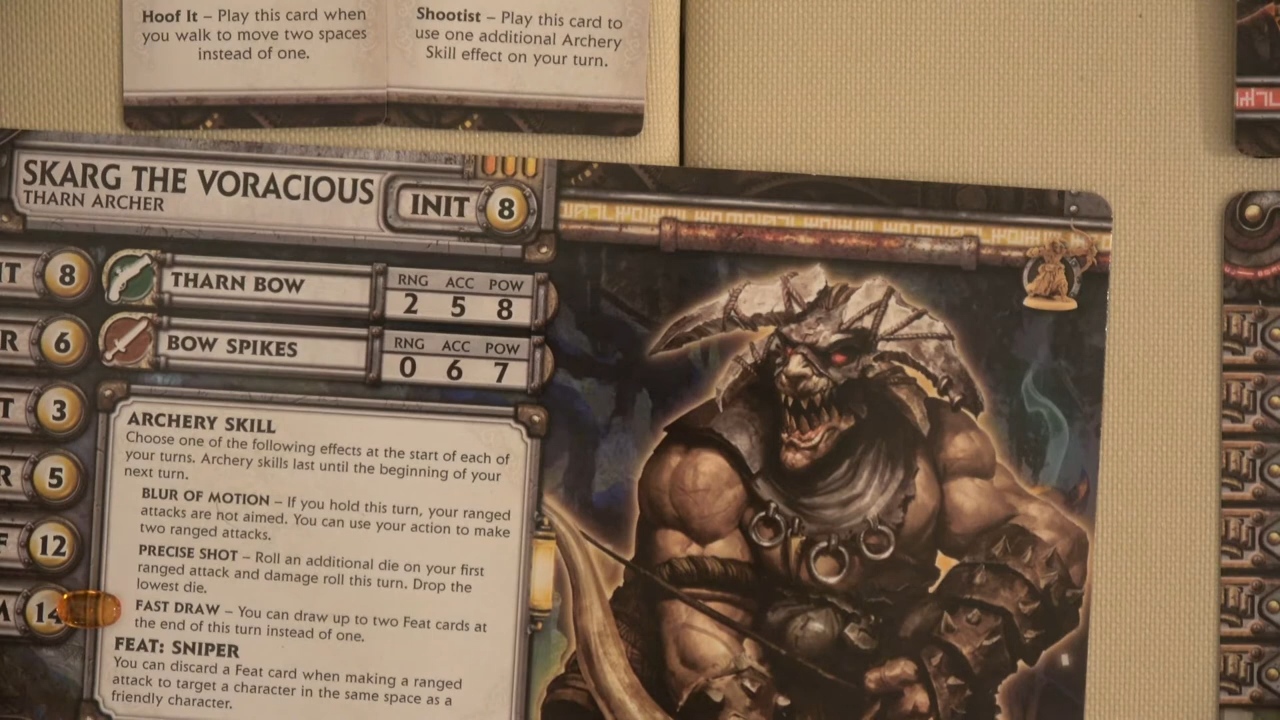 Hoof It – Play this card when
you walk to move two spaces
instead of one.
Shootist – Play this card to
use one additional Archery
Skill effect on your turn.
SKARG THE VORACIOUS
THARN ARCHER
INIT 8
8
THARN BOW
RNG ACC POW
2 5 8
6
BOW SPIKES
RNG ACC POW
0 6 7
3
5
12
14
ARCHERY SKILL
Choose one of the following effects at the start of each of
your turns. Archery skills last until the beginning of your
next turn.
BLUR OF MOTION – If you hold this turn, your ranged
attacks are not aimed. You can use your action to make
two ranged attacks.
PRECISE SHOT – Roll an additional die on your first
ranged attack and damage roll this turn. Drop the
lowest die.
FAST DRAW – You can draw up to two Feat cards at
the end of this turn instead of one.
FEAT: SNIPER
You can discard a Feat card when making a ranged
attack to target a character in the same space as a
friendly character.